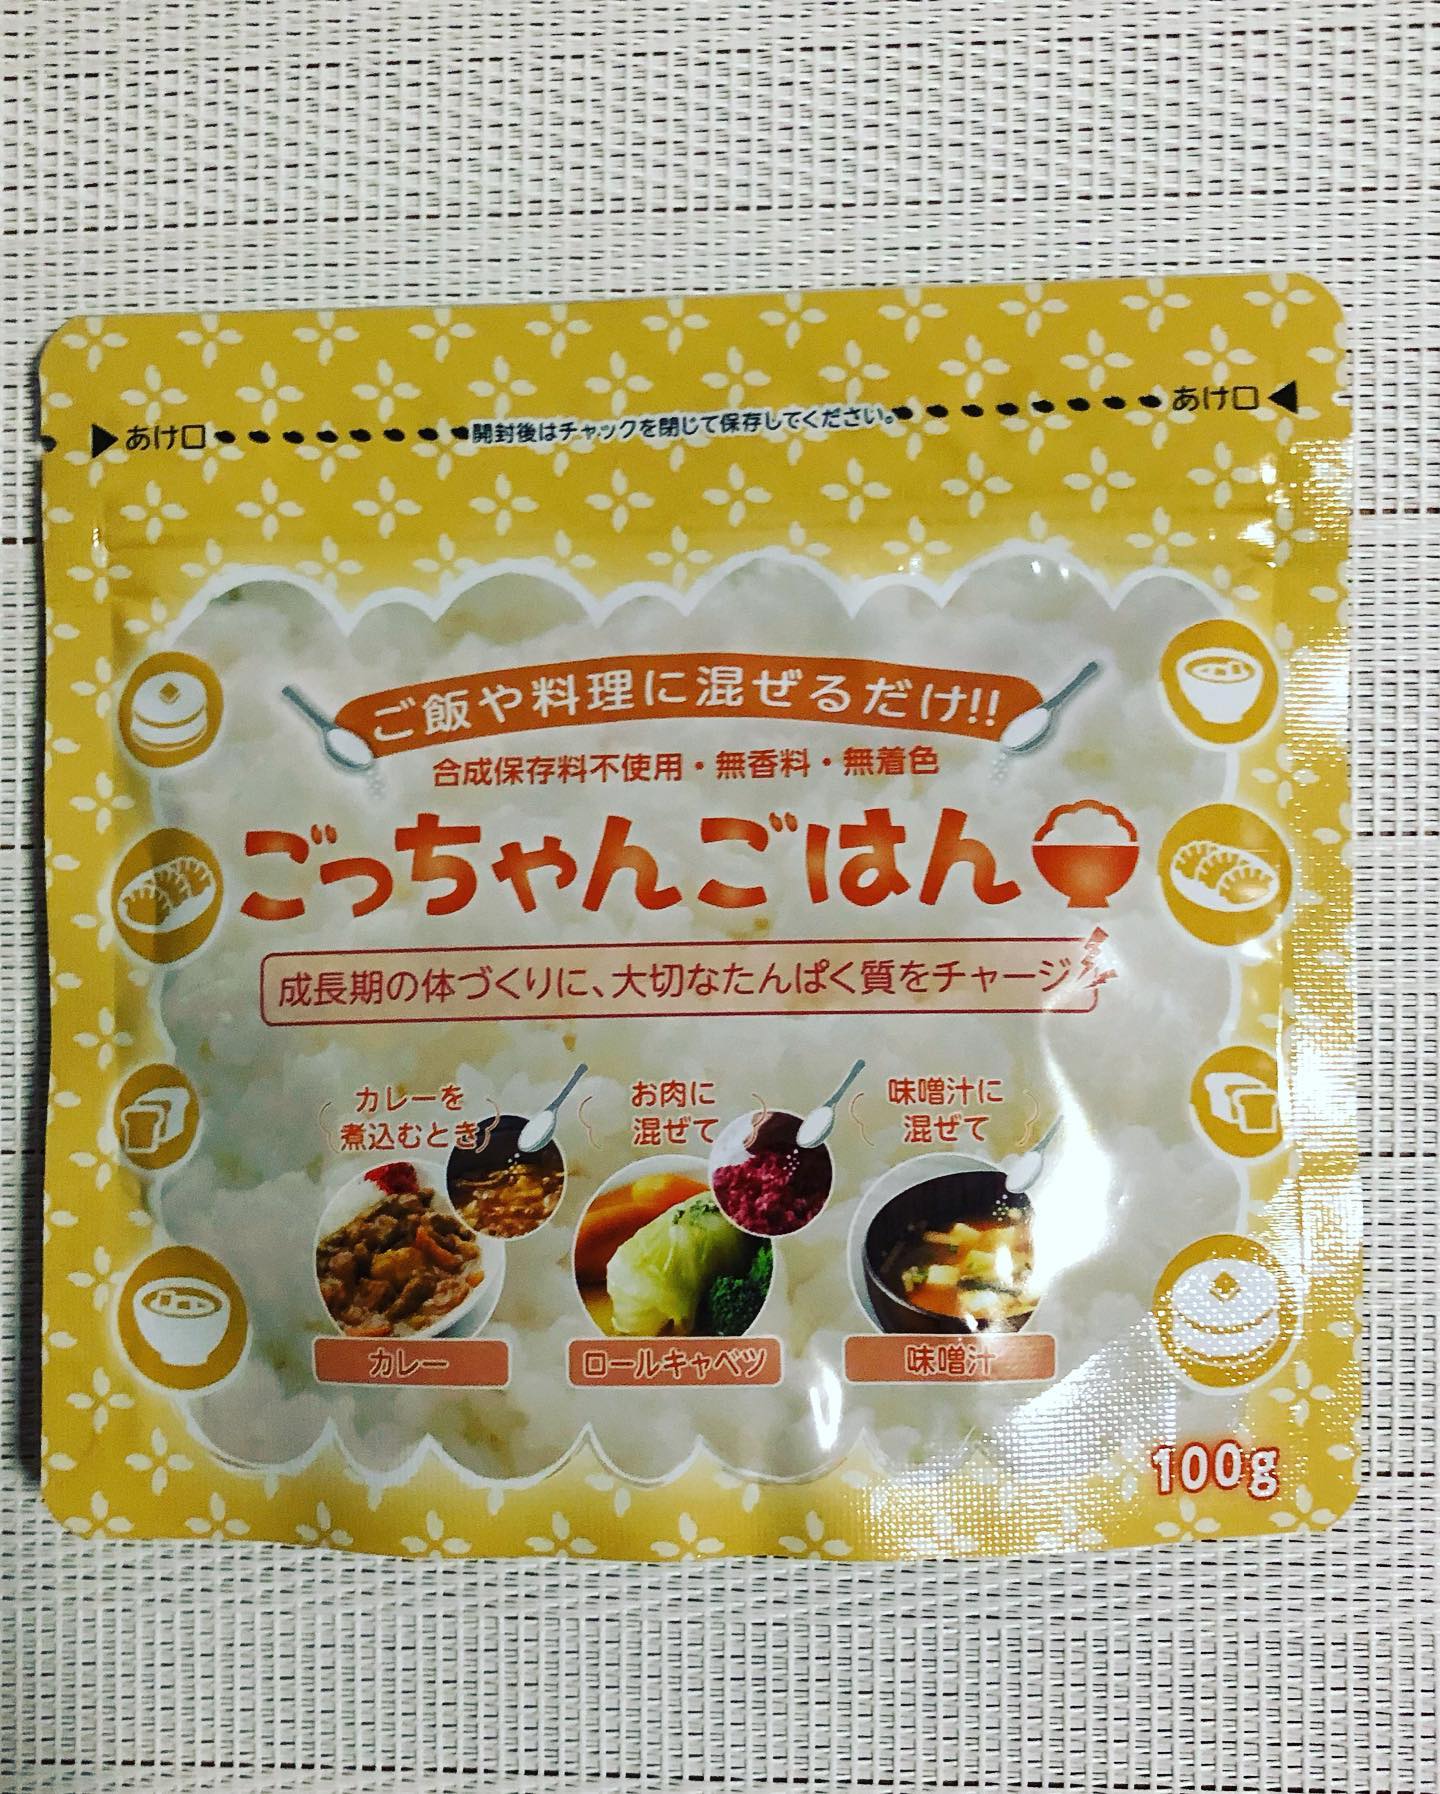 あけ口 開封後はチャックを閉じて保存してください。 あけ口
ご飯や料理に混ぜるだけ!!
合成保存料不使用・無香料・無着色
ごっちゃんごはん
成長期の体づくりに、大切なたんぱく質をチャージ
カレーを
煮込むとき
お肉に
混ぜて
味噌汁に
混ぜて
カレー
ロールキャベツ
味噌汁
100g